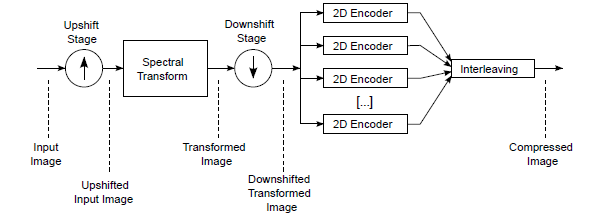 Upshift
Stage
Spectral
Transform
Downshift
Stage
2D Encoder
2D Encoder
2D Encoder
[...]
2D Encoder
Interleaving
Input
Image
Upshifted
Input Image
Transformed
Image
Downshifted
Transformed
Image
Compressed
Image